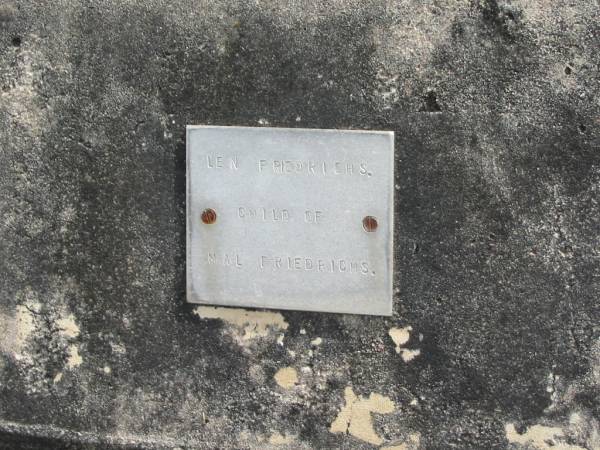 LEN FRIEDRICHS.
CHILD OF
MAL FRIEDRICHS.